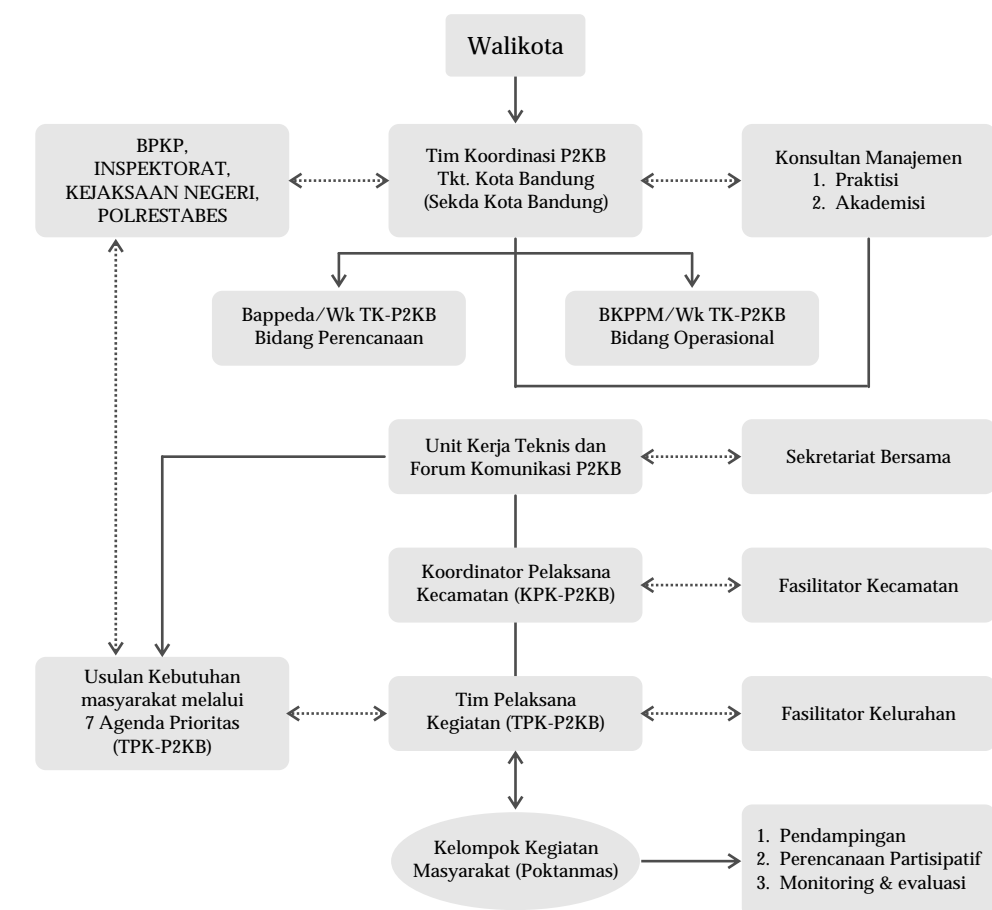 Walikota
BPKP,
INSPEKTORAT,
KEJAKSAAN NEGERI,
POLRESTABES
Tim Koordinasi P2KB
Tkt. Kota Bandung
(Sekda Kota Bandung)
Konsultan Manajemen
1. Praktisi
2. Akademisi
Bappeda/Wk TK-P2KB
Bidang Perencanaan
BKPPM/Wk TK-P2KB
Bidang Operasional
Unit Kerja Teknis dan
Forum Komunikasi P2KB
Sekretariat Bersama
Koordinator Pelaksana
Kecamatan (KPK-P2KB)
Fasilitator Kecamatan
Usulan Kebutuhan
masyarakat melalui
7 Agenda Prioritas
(TPK-P2KB)
Tim Pelaksana
Kegiatan (TPK-P2KB)
Fasilitator Kelurahan
Kelompok Kegiatan
Masyarakat (Poktanmas)
1. Pendampingan
2. Perencanaan Partisipatif
3. Monitoring & evaluasi